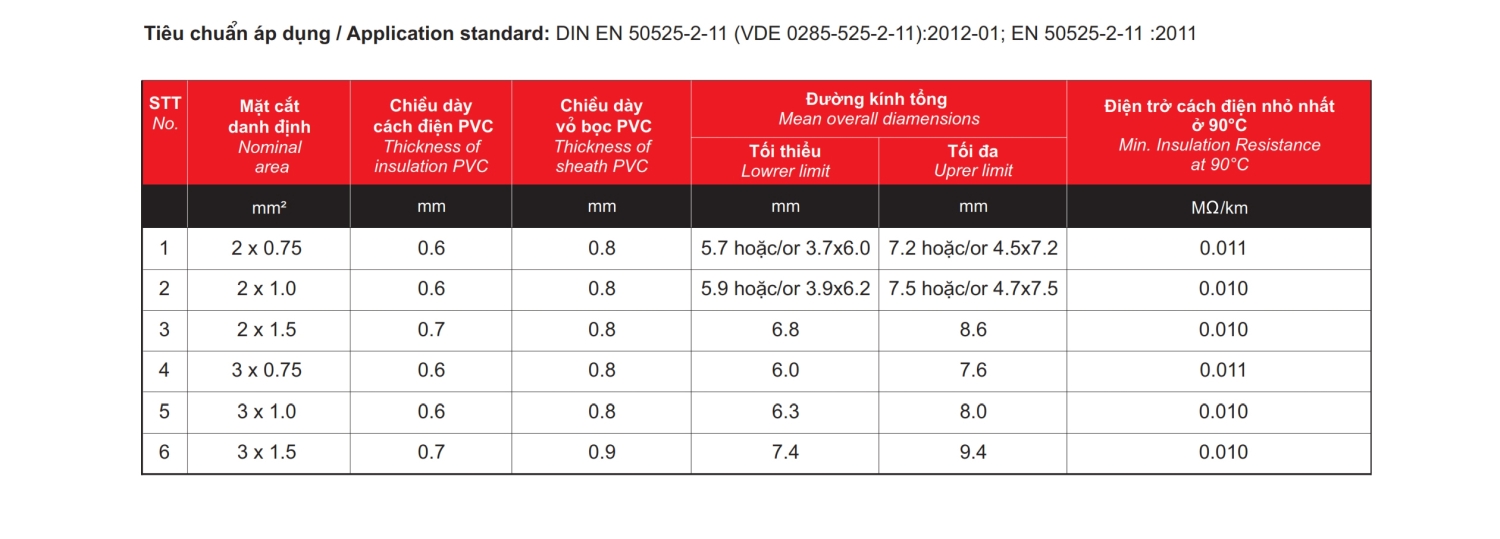 Tiêu chuẩn áp dụng / Application standard: DIN EN 50525-2-11 (VDE 0285-525-2-11):2012-01; EN 50525-2-11 :2011
STT
No.
Mặt cắt
danh định
Nominal
area
Chiều dày
cách điện PVC
Thickness of
insulation PVC
Chiều dày
vỏ bọc PVC
Thickness of
sheath PVC
Đường kính tổng
Mean overall diamensions
Tối thiều
Lowrer limit
Tối đa
Uprer limit
Điện trở cách điện nhỏ nhất
ở 90°C
Min. Insulation Resistance
at 90°C
mm² mm mm mm mm MΩ/km
1 2 x 0.75 0.6 0.8 5.7 hoặc/or 3.7x6.0 7.2 hoặc/or 4.5x7.2 0.011
2 2 x 1.0 0.6 0.8 5.9 hoặc/or 3.9x6.2 7.5 hoặc/or 4.7x7.5 0.010
3 2 x 1.5 0.7 0.8 6.8 8.6 0.010
4 3 x 0.75 0.6 0.8 6.0 7.6 0.011
5 3 x 1.0 0.6 0.8 6.3 8.0 0.010
6 3 x 1.5 0.7 0.9 7.4 9.4 0.010